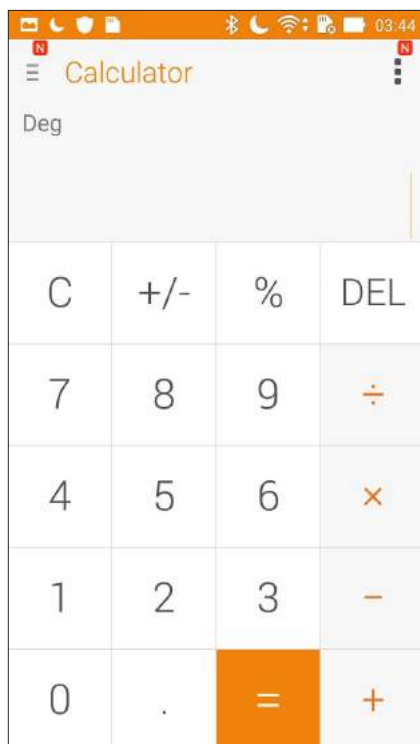 03:44
N N
Calculator
Deg
C +/- % DEL
7 8 9 ÷
4 5 6 ×
1 2 3 −
0 . = +